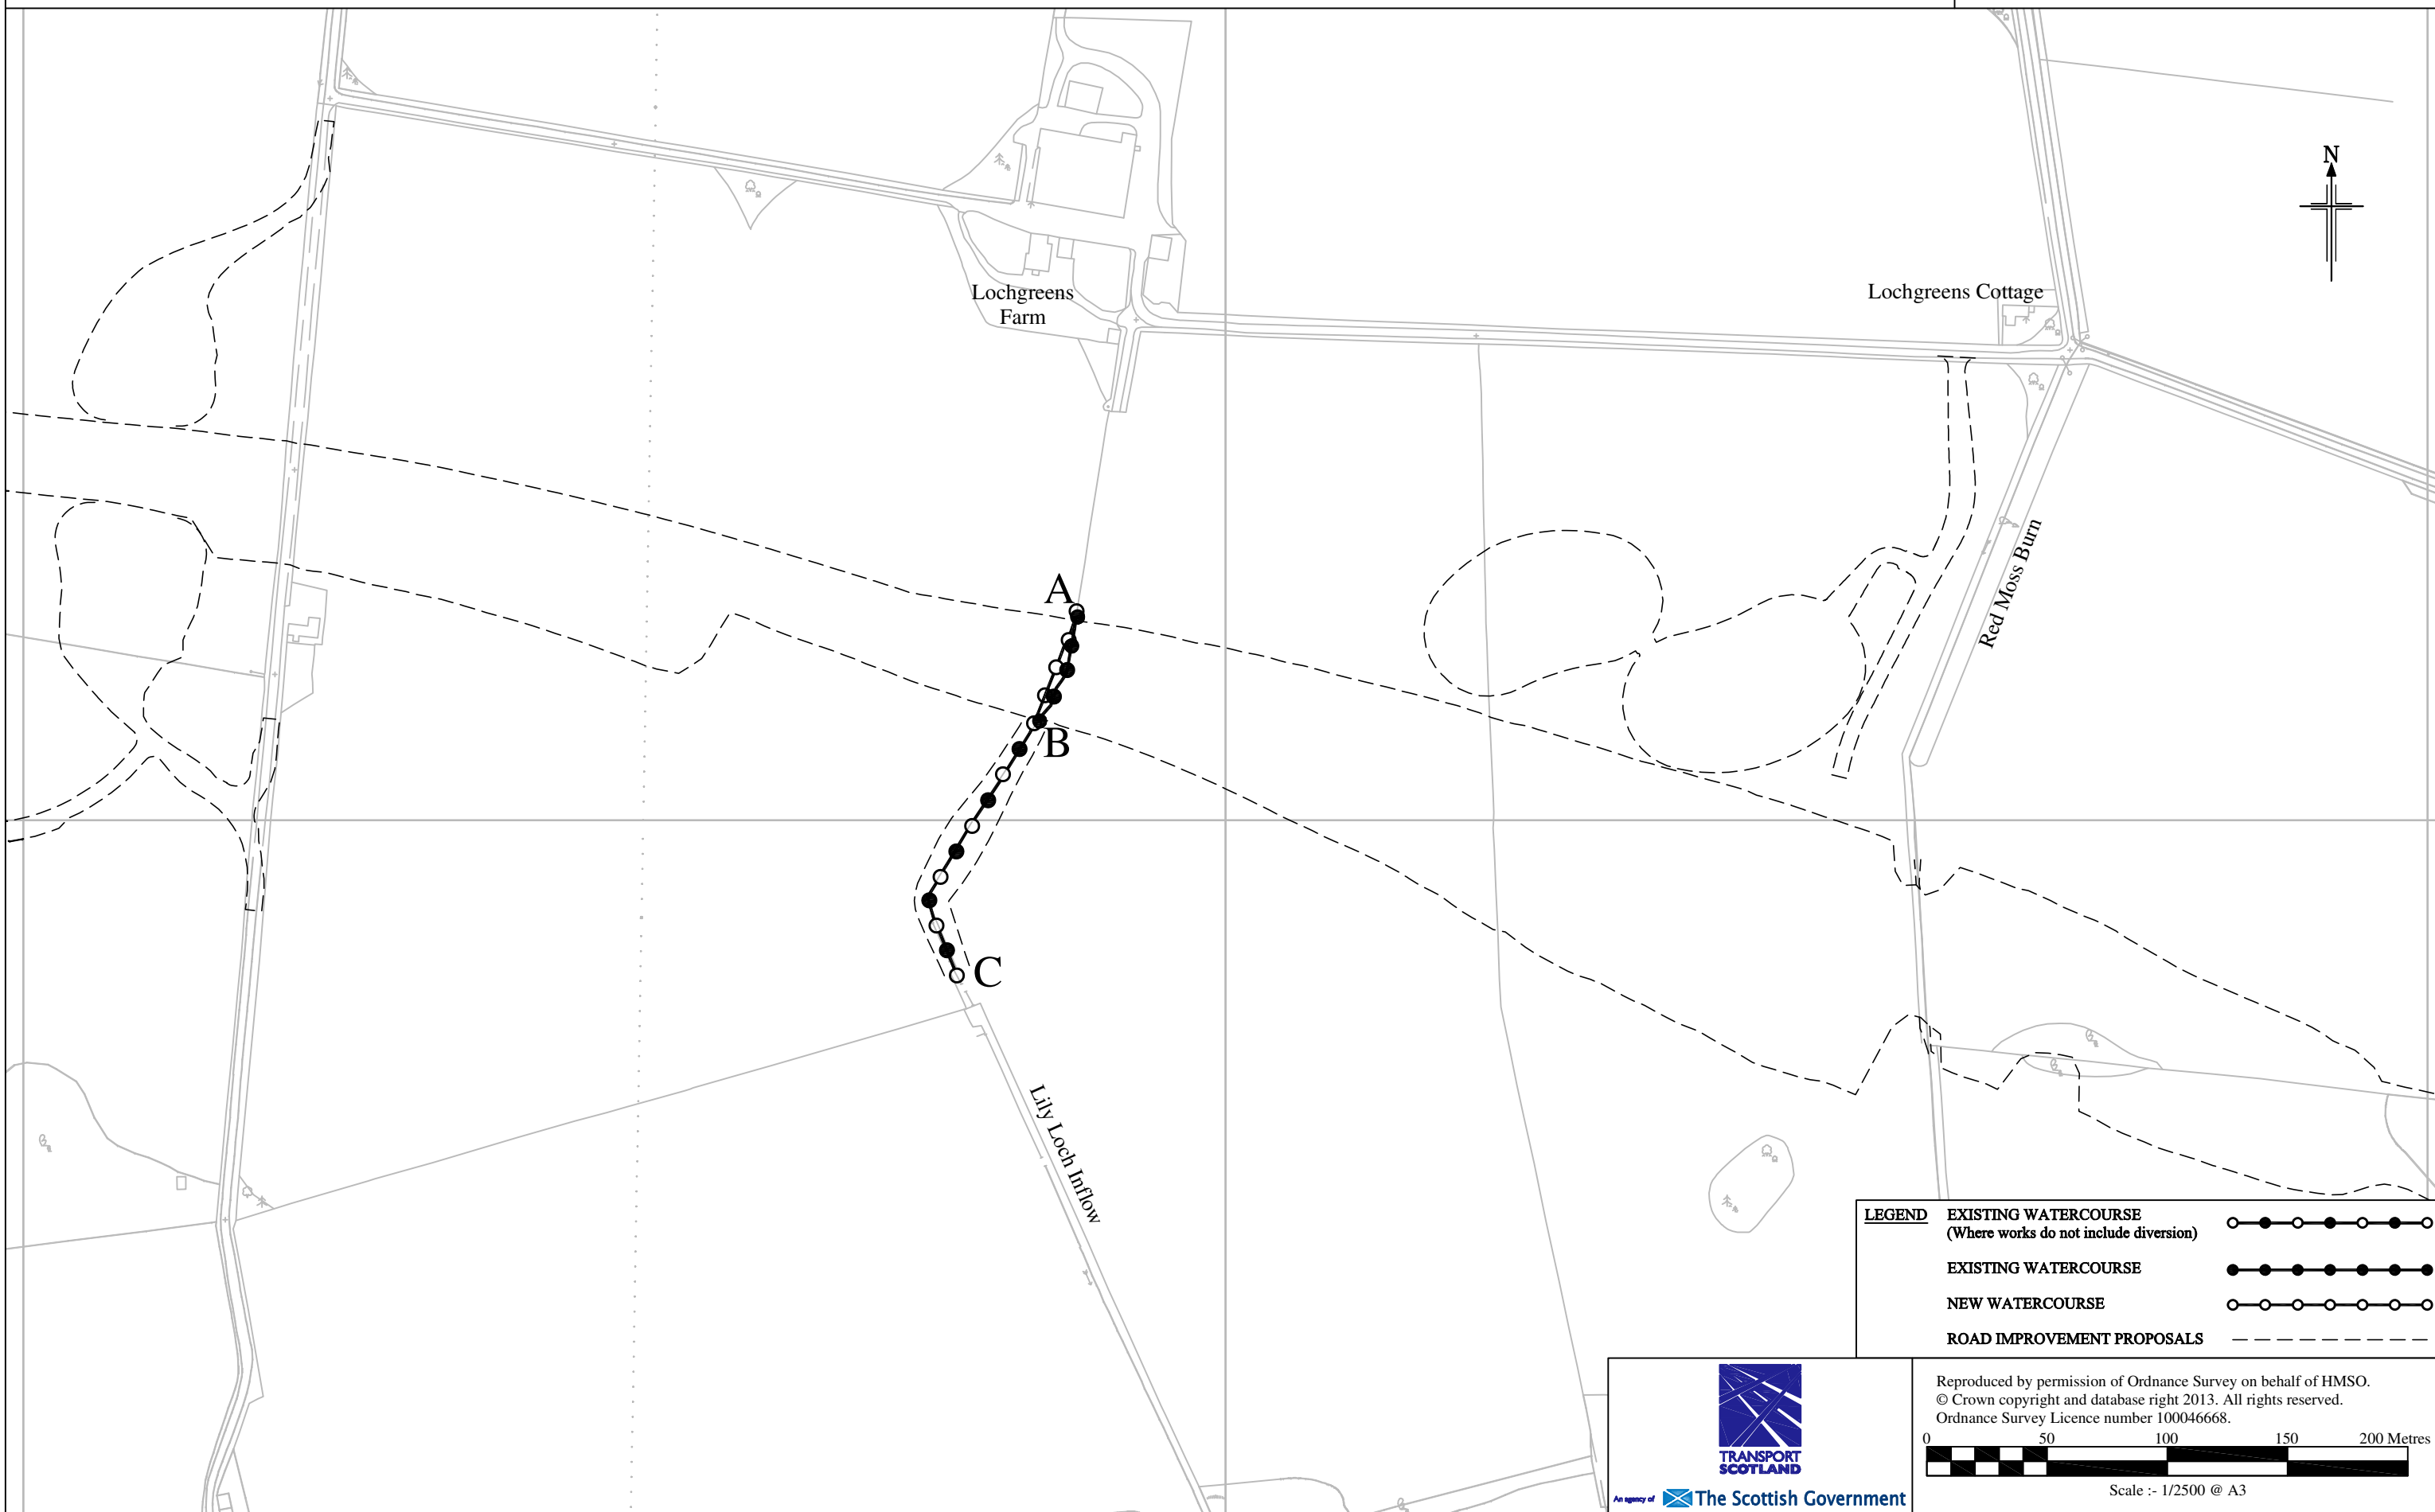 N
Lochgreens
Farm
Lochgreens Cottage
Red Moss Burn
A
B
C
Lily Loch Inflow
LEGEND
EXISTING WATERCOURSE
(Where works do not include diversion)
EXISTING WATERCOURSE
NEW WATERCOURSE
ROAD IMPROVEMENT PROPOSALS
TRANSPORT
SCOTLAND
An agency of The Scottish Government
Reproduced by permission of Ordnance Survey on behalf of HMSO.
© Crown copyright and database right 2013. All rights reserved.
Ordnance Survey Licence number 100046668.
0 50 100 150 200 Metres
Scale :- 1/2500 @ A3